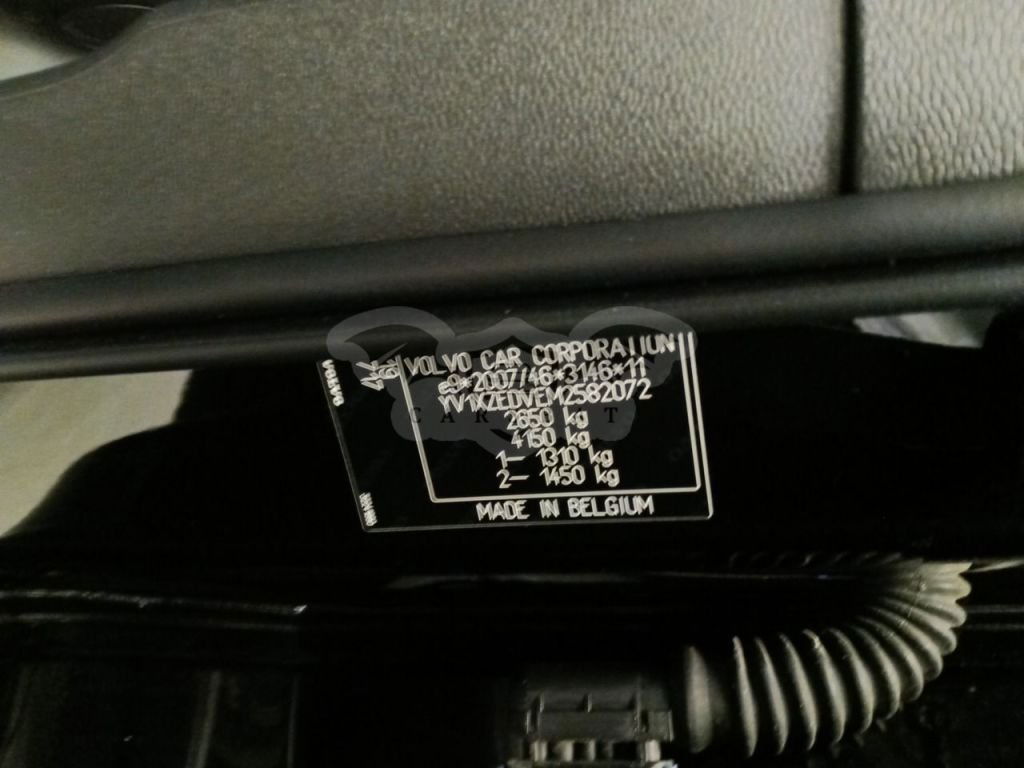 VOLVO CAR CORPORATION
e9*2007/46*3146*11
YV1XZEDVEM2582072
2650 kg
4150 kg
1- 1310 kg
2- 1450 kg
MADE IN BELGIUM